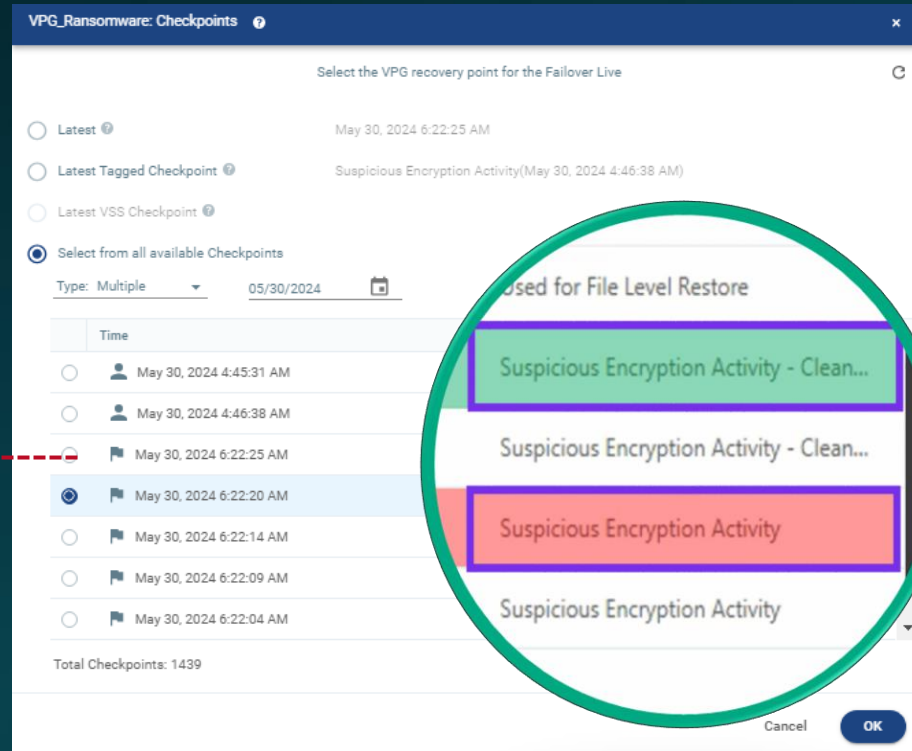 VPG_Ransomware: Checkpoints ?
×
Select the VPG recovery point for the Failover Live
Latest ? May 30, 2024 6:22:25 AM
Latest Tagged Checkpoint ? Suspicious Encryption Activity(May 30, 2024 4:46:38 AM)
Latest VSS Checkpoint ?
Select from all available Checkpoints
Type: Multiple 05/30/2024
Time
May 30, 2024 4:45:31 AM
May 30, 2024 4:46:38 AM
May 30, 2024 6:22:25 AM
May 30, 2024 6:22:20 AM
May 30, 2024 6:22:14 AM
May 30, 2024 6:22:09 AM
May 30, 2024 6:22:04 AM
Total Checkpoints: 1439
Used for File Level Restore
Suspicious Encryption Activity - Clean...
Suspicious Encryption Activity - Clean...
Suspicious Encryption Activity
Suspicious Encryption Activity
Cancel OK